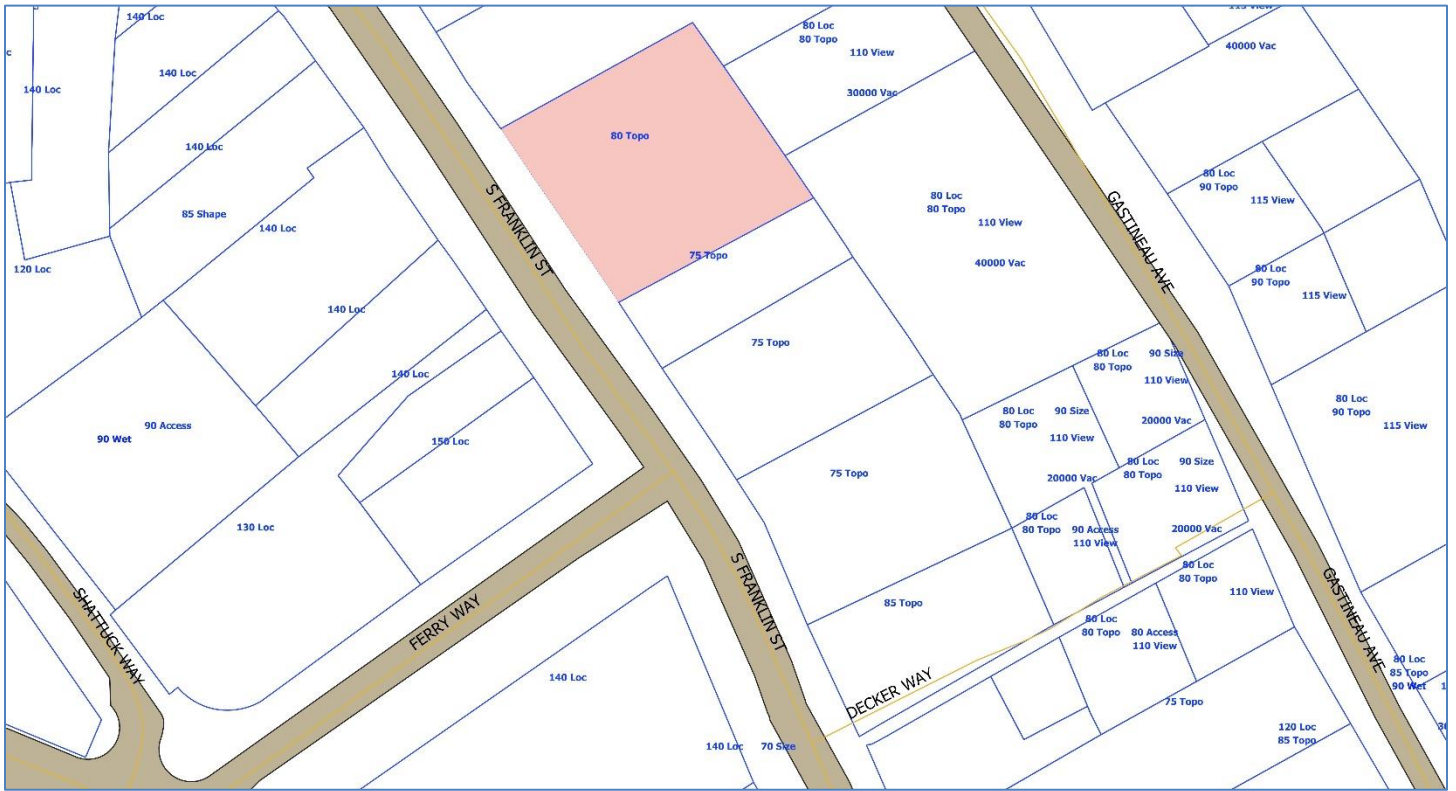 140 Loc
80 Loc
80 Topo
110 View
30000 Vac
40000 Vac
c
140 Loc
140 Loc
140 Loc
80 Topo
85 Shape
140 Loc
120 Loc
S FRANKLIN ST
75 Topo
80 Loc
80 Topo
110 View
40000 Vac
GASTINEAU AVE
80 Loc
90 Topo
115 View
80 Loc
90 Topo
115 View
140 Loc
75 Topo
140 Loc
80 Loc
80 Topo
90 Size
110 View
20000 Vac
80 Loc
80 Topo
90 Size
110 View
20000 Vac
80 Loc
90 Topo
115 View
90 Access
90 Wet
150 Loc
75 Topo
80 Loc
80 Topo
90 Size
110 View
20000 Vac
130 Loc
80 Loc
80 Topo
90 Access
110 View
80 Loc
80 Topo
110 View
SHATTUCK WAY
FERRY WAY
S FRANKLIN ST
85 Topo
80 Loc
80 Topo
80 Access
110 View
GASTINEAU AVE
140 Loc
DECKER WAY
75 Topo
80 Loc
85 Topo
90 Wet
140 Loc
70 Size
120 Loc
85 Topo